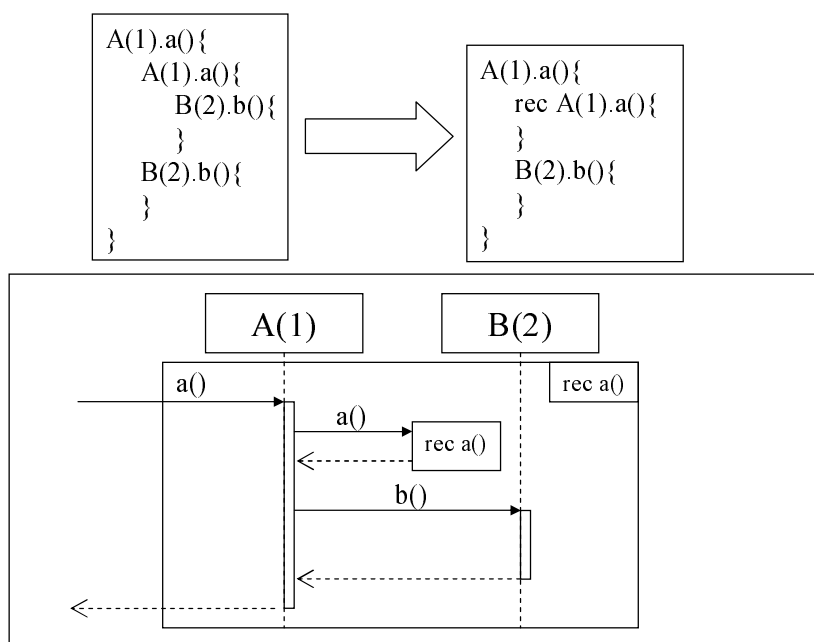 A(1).a(){
A(1).a(){
B(2).b(){
}
B(2).b(){
}
}
A(1).a(){
rec A(1).a(){
}
B(2).b(){
}
}
A(1)
B(2)
rec a()
a()
a()
rec a()
b()